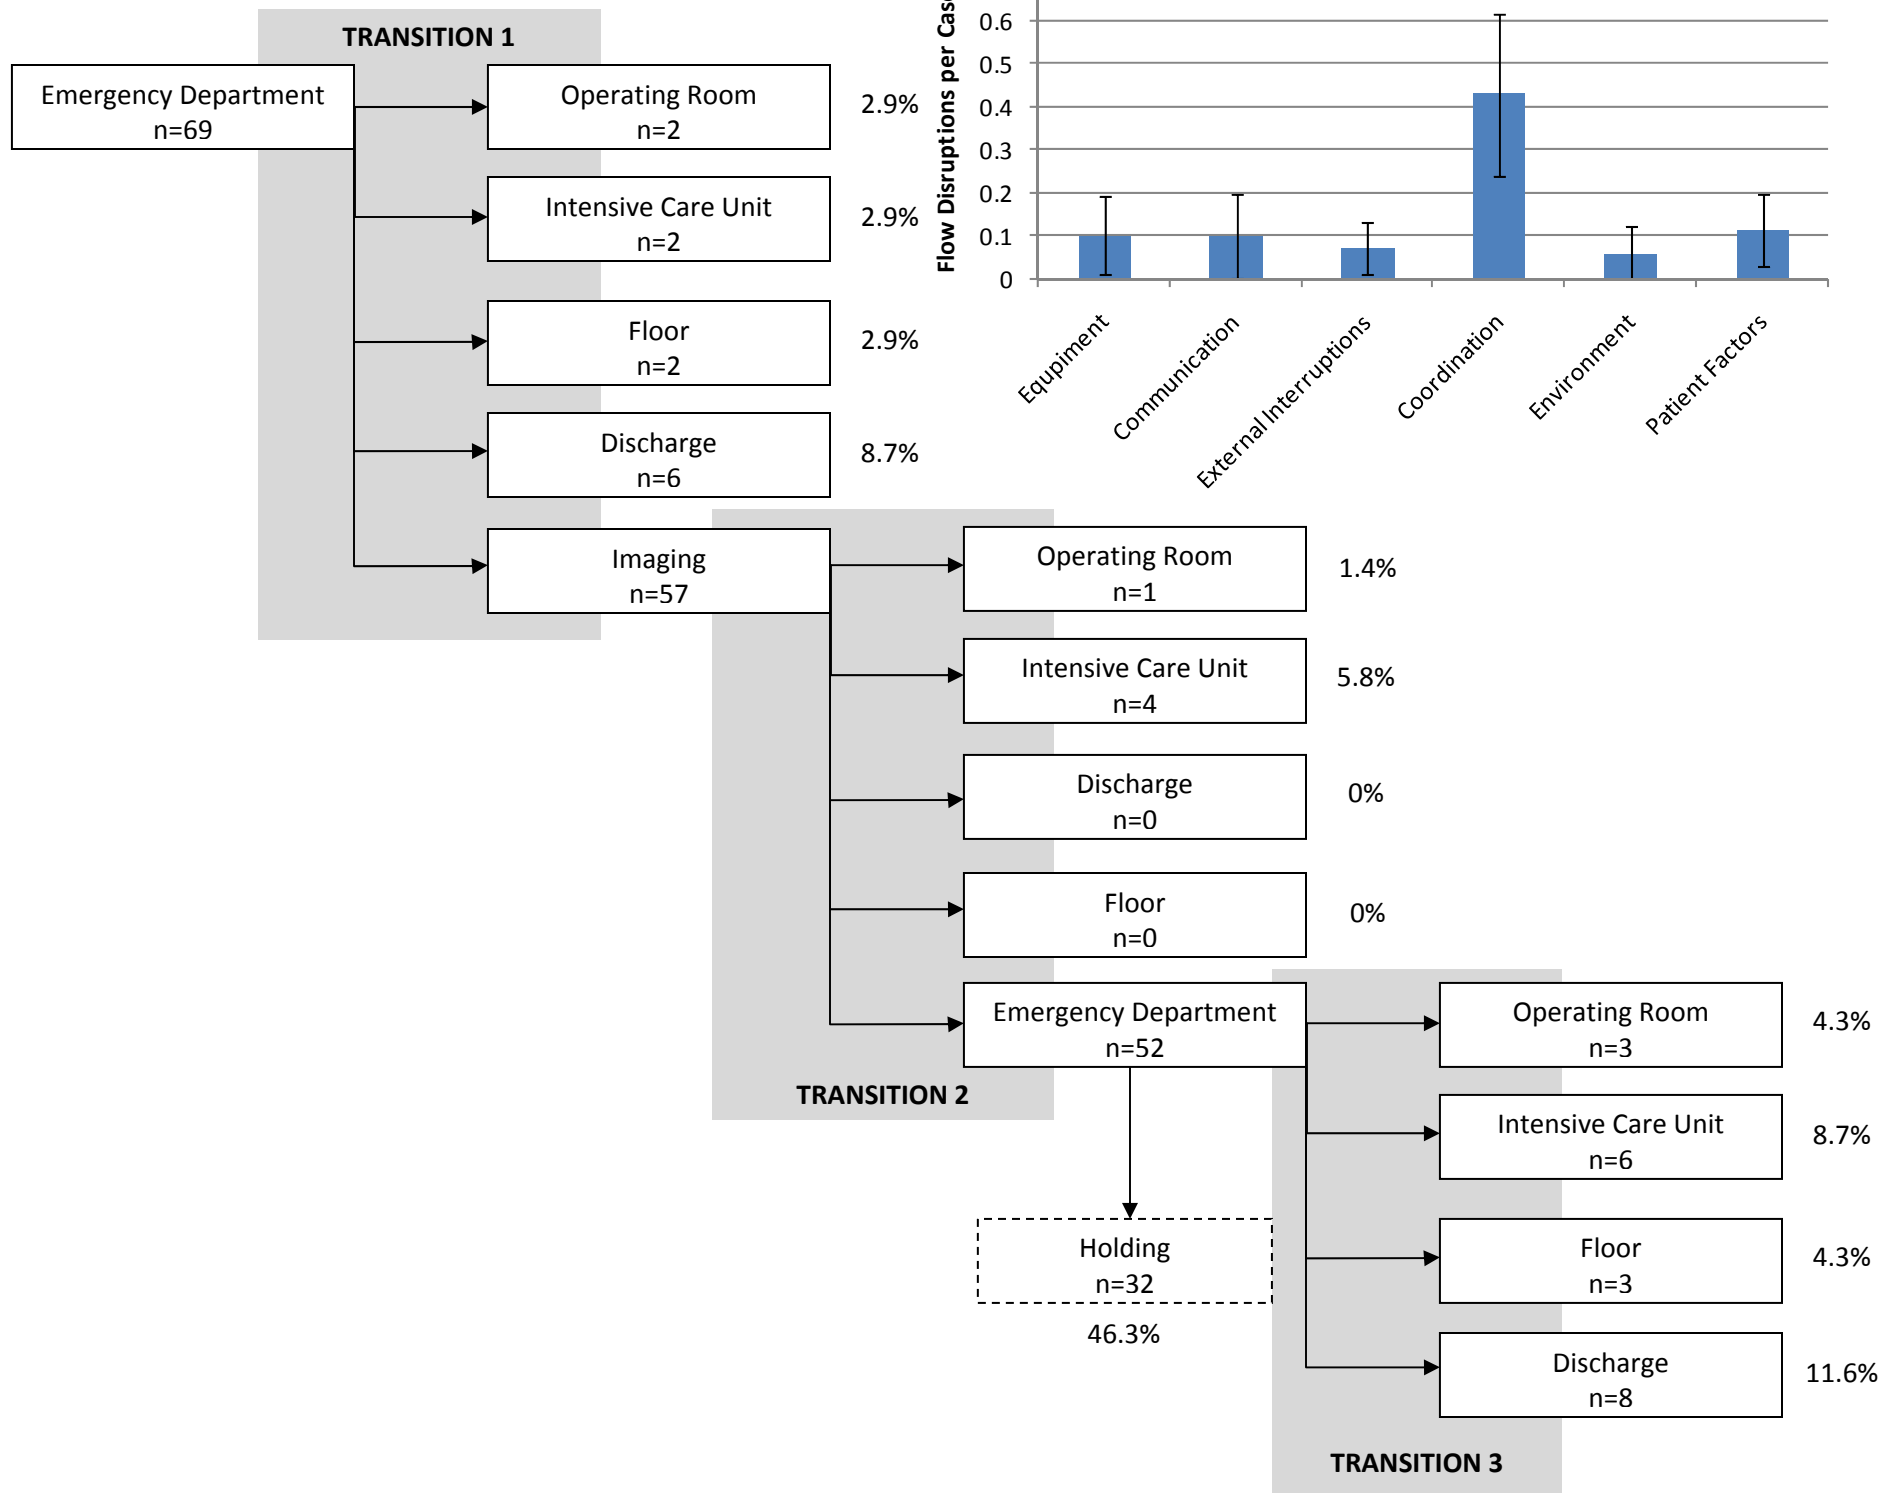 TRANSITION 1
Emergency Department
n=69
Operating Room
n=2
2.9%
Intensive Care Unit
n=2
2.9%
Floor
n=2
2.9%
Discharge
n=6
8.7%
Imaging
n=57
Flow Disruptions per Case
0.6
0.5
0.4
0.3
0.2
0.1
0
Equpiment
Communication
External Interruptions
Coordination
Environment
Patient Factors
Operating Room
n=1
1.4%
Intensive Care Unit
n=4
5.8%
Discharge
n=0
0%
Floor
n=0
0%
Emergency Department
n=52
TRANSITION 2
Holding
n=32
46.3%
Operating Room
n=3
4.3%
Intensive Care Unit
n=6
8.7%
Floor
n=3
4.3%
Discharge
n=8
11.6%
TRANSITION 3